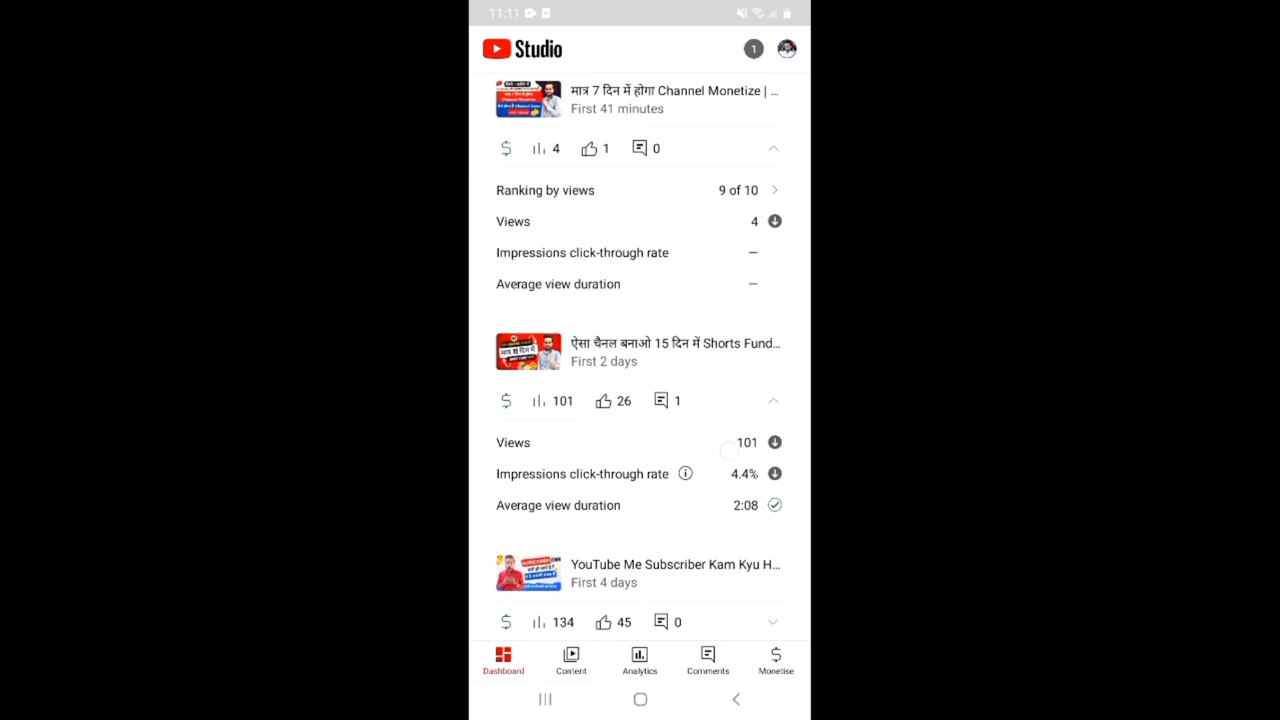 11:11
Studio
1
मात्र 7 दिन में होगा Channel Monetize | ...
First 41 minutes
4 1 0
Ranking by views 9 of 10
Views 4
Impressions click-through rate –
Average view duration –
ऐसा चैनल बनाओ 15 दिन में Shorts Fund...
First 2 days
101 26 1
Views 101
Impressions click-through rate 4.4%
Average view duration 2:08
YouTube Me Subscriber Kam Kyu H...
First 4 days
134 45 0
Dashboard Content Analytics Comments Monetise